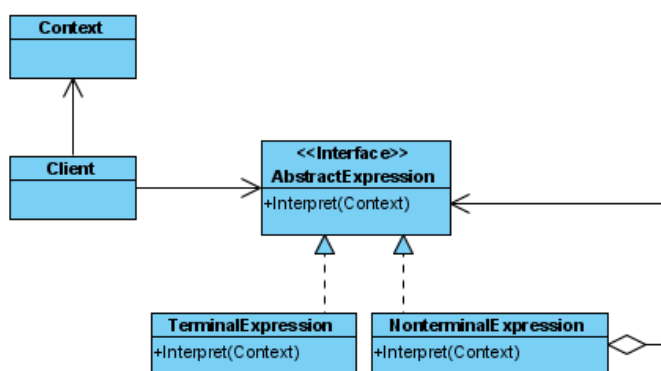 Context
Client
<<Interface>>
AbstractExpression
+Interpret(Context)
TerminalExpression
+Interpret(Context)
NonterminalExpression
+Interpret(Context)